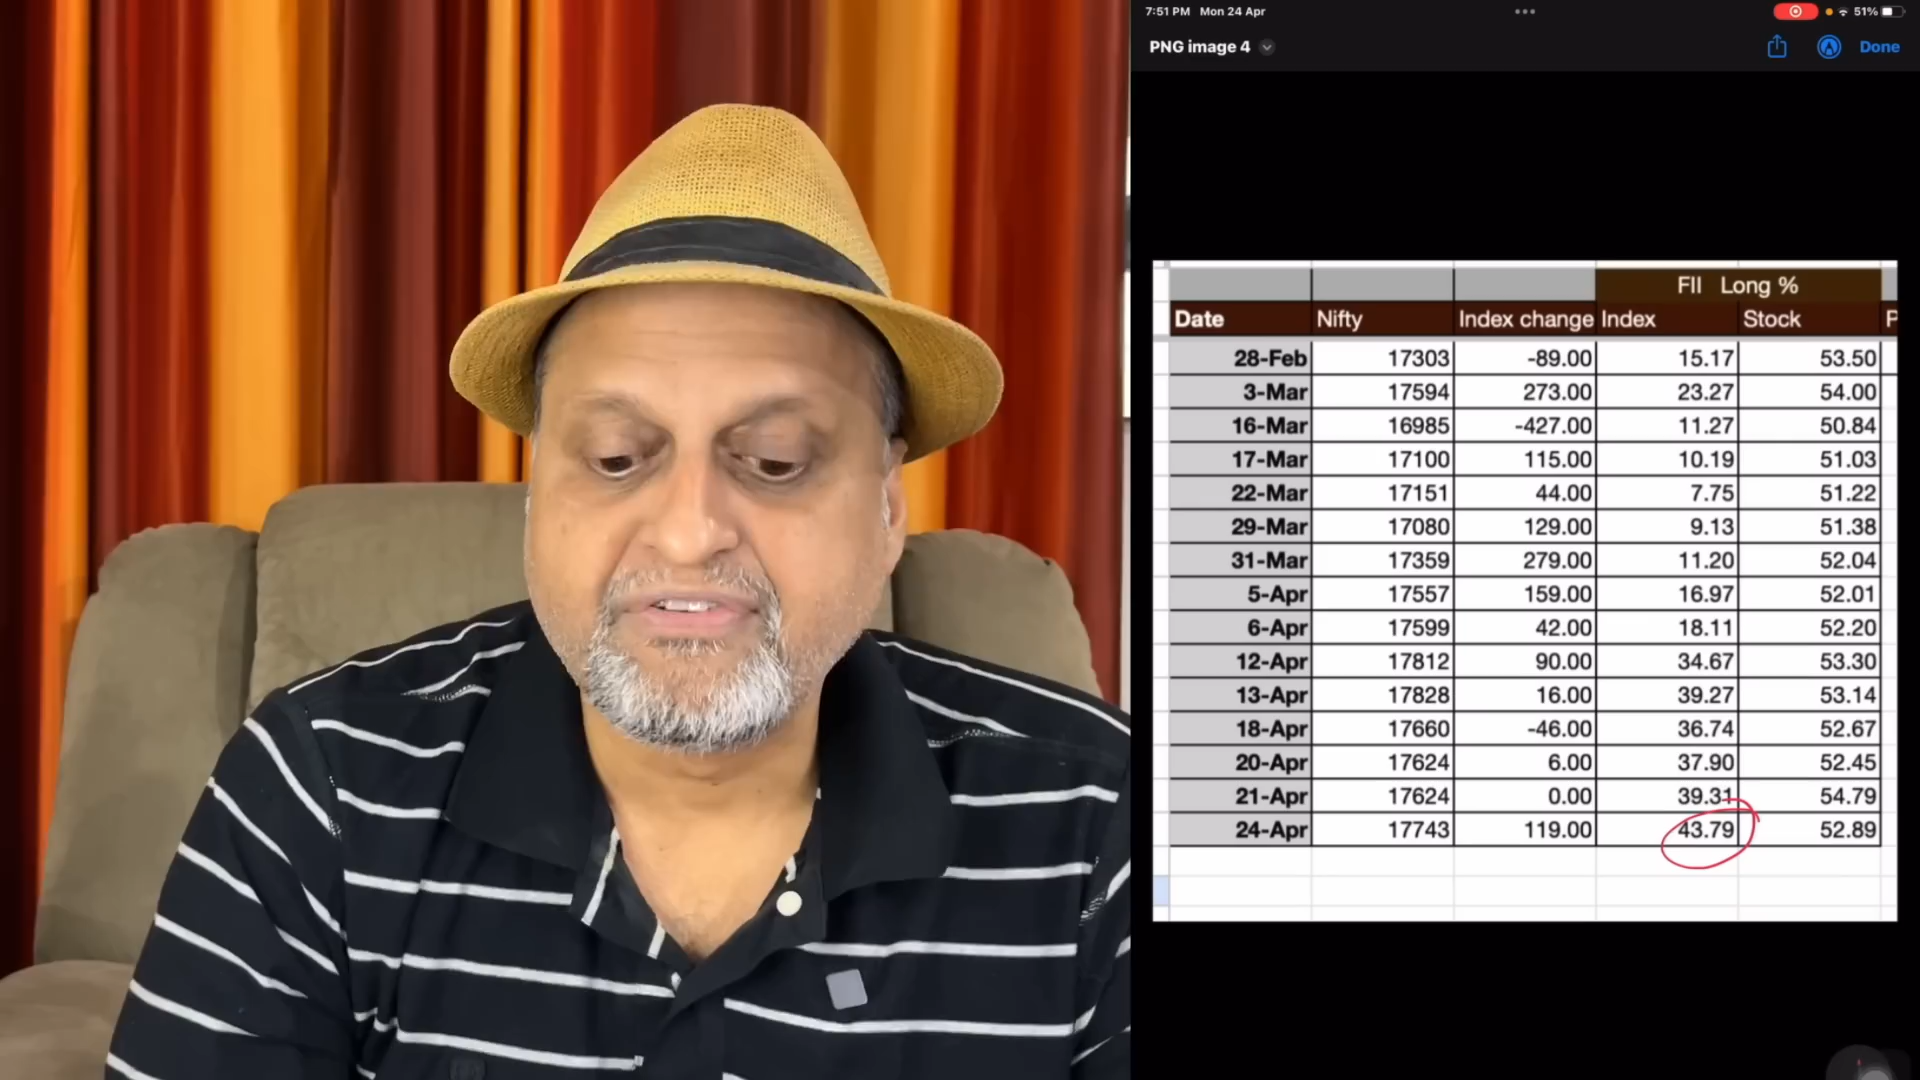 7:51 PM Mon 24 Apr
51%
PNG image 4
Done
FII Long %
Date Nifty Index change Index Stock P
28-Feb 17303 -89.00 15.17 53.50
3-Mar 17594 273.00 23.27 54.00
16-Mar 16985 -427.00 11.27 50.84
17-Mar 17100 115.00 10.19 51.03
22-Mar 17151 44.00 7.75 51.22
29-Mar 17080 129.00 9.13 51.38
31-Mar 17359 279.00 11.20 52.04
5-Apr 17557 159.00 16.97 52.01
6-Apr 17599 42.00 18.11 52.20
12-Apr 17812 90.00 34.67 53.30
13-Apr 17828 16.00 39.27 53.14
18-Apr 17660 -46.00 36.74 52.67
20-Apr 17624 6.00 37.90 52.45
21-Apr 17624 0.00 39.31 54.79
24-Apr 17743 119.00 43.79 52.89